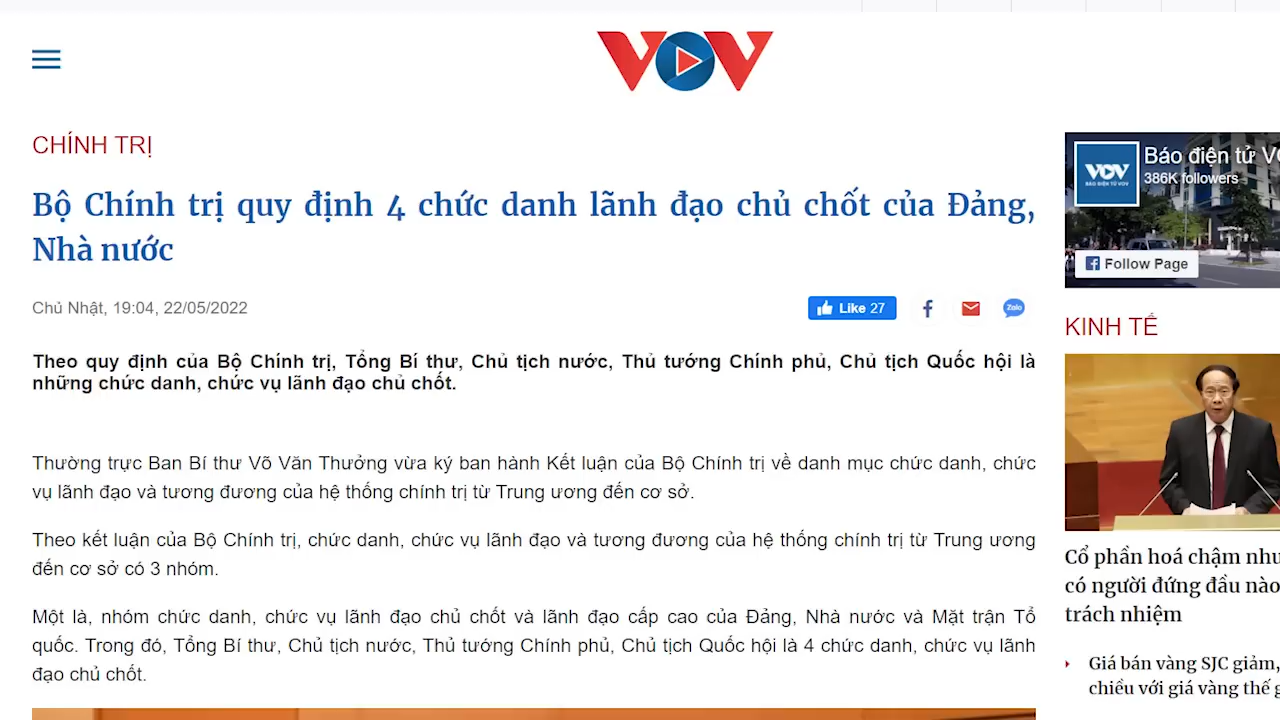 VOV
CHÍNH TRỊ
Bộ Chính trị quy định 4 chức danh lãnh đạo chủ chốt của Đảng,
Nhà nước
Chủ Nhật, 19:04, 22/05/2022
Like 27
Zalo
Theo quy định của Bộ Chính trị, Tổng Bí thư, Chủ tịch nước, Thủ tướng Chính phủ, Chủ tịch Quốc hội là
những chức danh, chức vụ lãnh đạo chủ chốt.
Thường trực Ban Bí thư Võ Văn Thưởng vừa ký ban hành Kết luận của Bộ Chính trị về danh mục chức danh, chức
vụ lãnh đạo và tương đương của hệ thống chính trị từ Trung ương đến cơ sở.
Theo kết luận của Bộ Chính trị, chức danh, chức vụ lãnh đạo và tương đương của hệ thống chính trị từ Trung ương
đến cơ sở có 3 nhóm.
Một là, nhóm chức danh, chức vụ lãnh đạo chủ chốt và lãnh đạo cấp cao của Đảng, Nhà nước và Mặt trận Tổ
quốc. Trong đó, Tổng Bí thư, Chủ tịch nước, Thủ tướng Chính phủ, Chủ tịch Quốc hội là 4 chức danh, chức vụ lãnh
đạo chủ chốt.
VOV
BÁO ĐIỆN TỬ VOV
Báo điện tử VO
386K followers
Follow Page
KINH TẾ
Cổ phần hoá chậm như
có người đứng đầu nào
trách nhiệm
Giá bán vàng SJC giảm,
chiều với giá vàng thế g